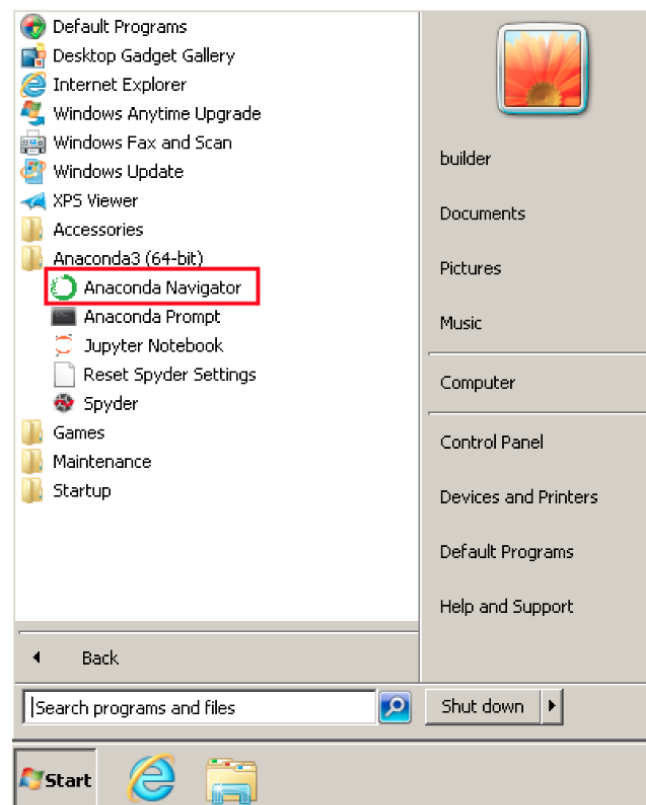 Default Programs
Desktop Gadget Gallery
Internet Explorer
Windows Anytime Upgrade
Windows Fax and Scan
Windows Update
XPS Viewer
Accessories
Anaconda3 (64-bit)
Anaconda Navigator
Anaconda Prompt
Jupyter Notebook
Reset Spyder Settings
Spyder
Games
Maintenance
Startup
Back
Search programs and files
builder
Documents
Pictures
Music
Computer
Control Panel
Devices and Printers
Default Programs
Help and Support
Shut down
Start